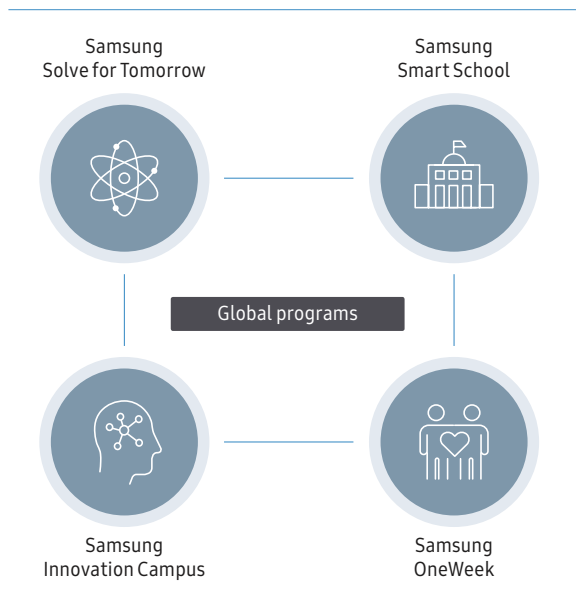 Samsung
Solve for Tomorrow
Samsung
Smart School
Global programs
Samsung
Innovation Campus
Samsung
OneWeek